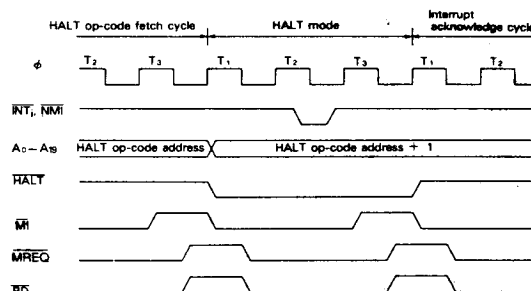 HALT op-code fetch cycle HALT mode Interrupt acknowledge cycle
φ T2 T3 T1 T2 T3 T1 T2
INTi, NMI
A0–A19 HALT op-code address HALT op-code address + 1
HALT
M1
MREQ
RD